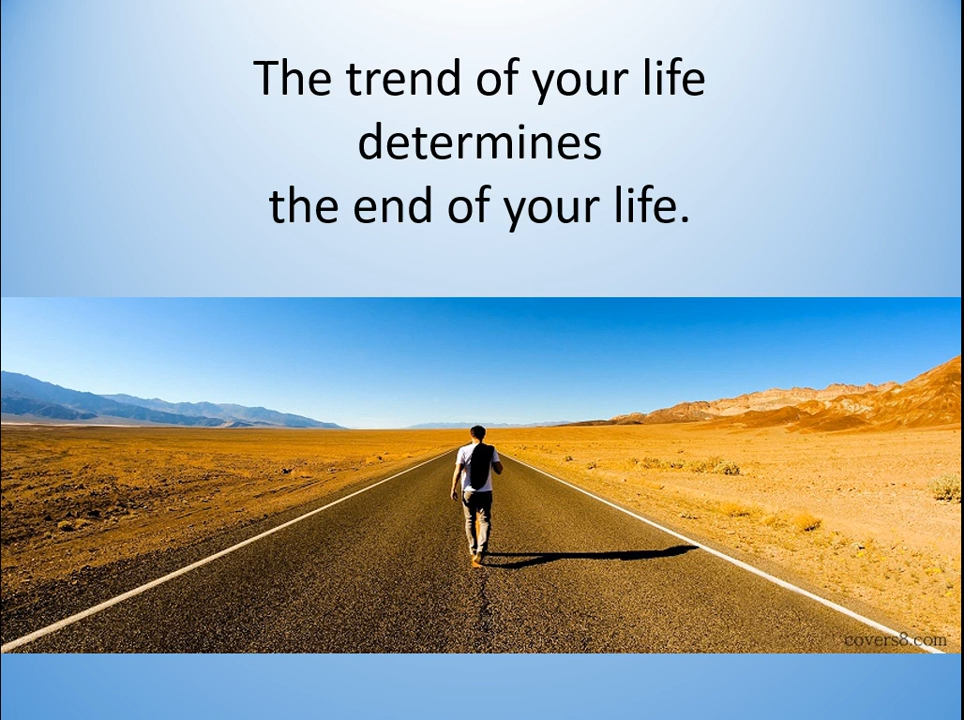 The trend of your life
determines
the end of your life.
covers8.com